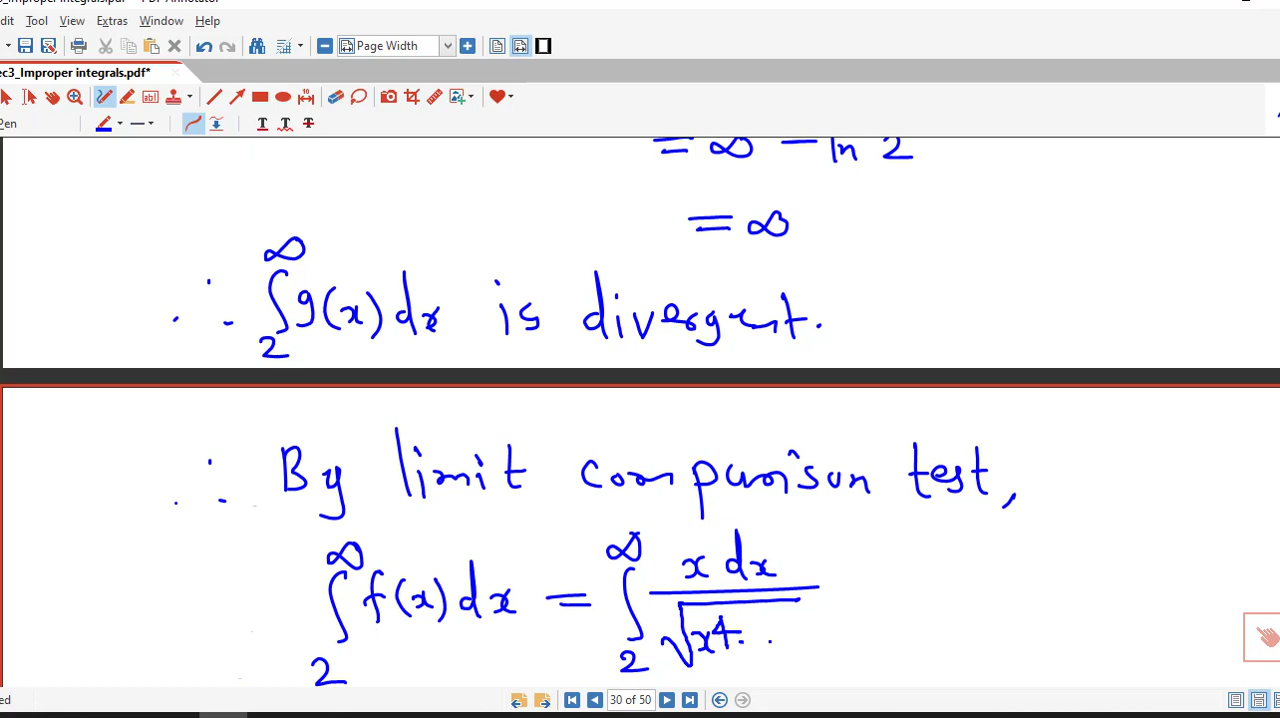 Edit Tool View Extras Window Help
Page Width
ec3_Improper integrals.pdf*
Pen
= ∞ - ln 2
= ∞
∴ ∫₂^∞ g(x) dx is divergent.
∴ By limit comparison test,
∫₂^∞ f(x) dx = ∫₂^∞ x dx / √x⁴
30 of 50